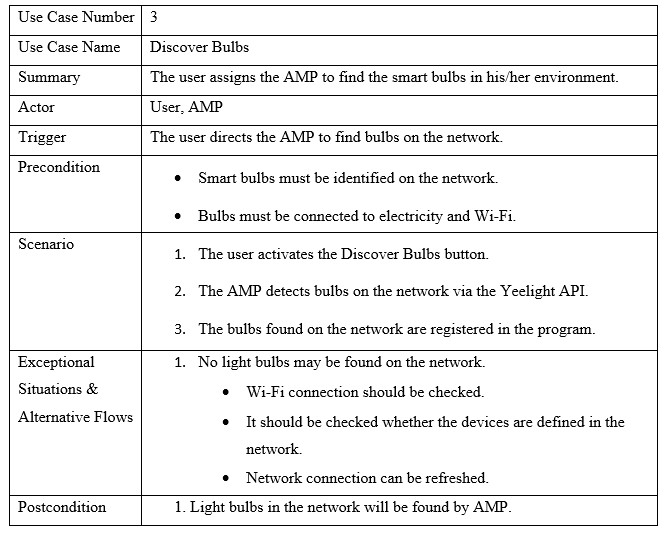 Use Case Number 3
Use Case Name Discover Bulbs
Summary The user assigns the AMP to find the smart bulbs in his/her environment.
Actor User, AMP
Trigger The user directs the AMP to find bulbs on the network.
Precondition
• Smart bulbs must be identified on the network.
• Bulbs must be connected to electricity and Wi-Fi.
Scenario
1. The user activates the Discover Bulbs button.
2. The AMP detects bulbs on the network via the Yeelight API.
3. The bulbs found on the network are registered in the program.
Exceptional
Situations &
Alternative Flows
1. No light bulbs may be found on the network.
• Wi-Fi connection should be checked.
• It should be checked whether the devices are defined in the
network.
• Network connection can be refreshed.
Postcondition 1. Light bulbs in the network will be found by AMP.